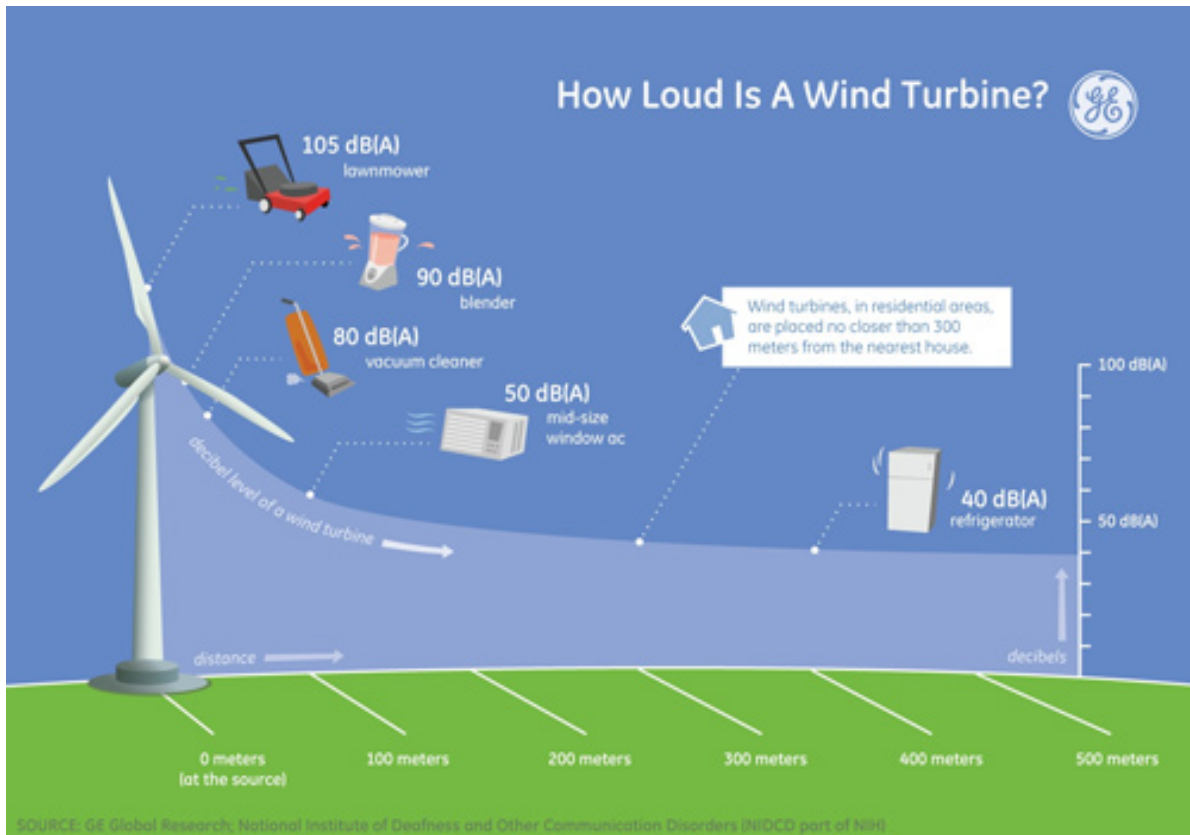 How Loud Is A Wind Turbine?
GE
105 dB(A)
lawnmower
90 dB(A)
blender
80 dB(A)
vacuum cleaner
50 dB(A)
mid-size
window ac
Wind turbines, in residential areas,
are placed no closer than 300
meters from the nearest house.
100 dB(A)
40 dB(A)
refrigerator
50 dB(A)
decibel level of a wind turbine
distance
decibels
0 meters
(at the source)
100 meters
200 meters
300 meters
400 meters
500 meters
SOURCE: GE Global Research; National Institute of Deafness and Other Communication Disorders (NIDCD part of NIH)